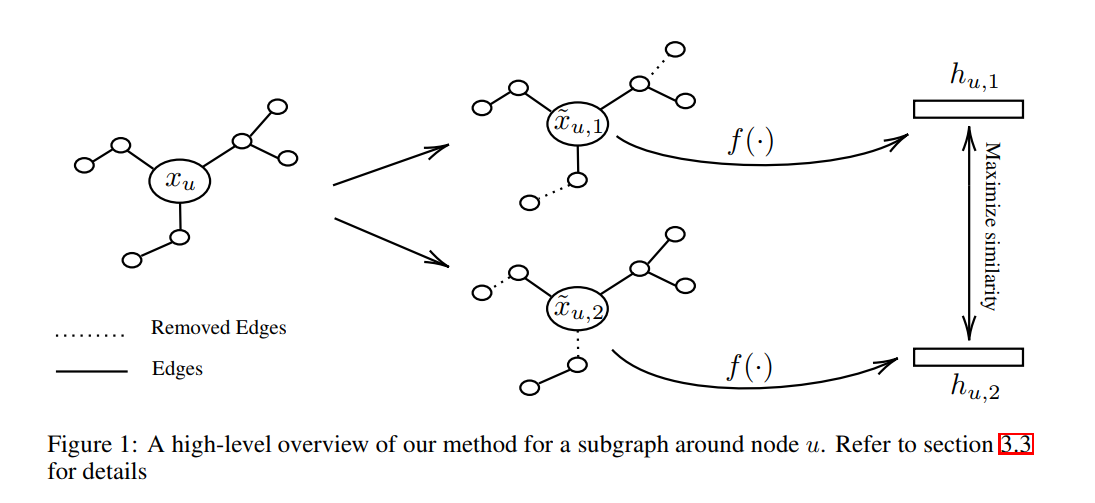 h_{u,1}
x̃_{u,1}
f(·)
x_u
Maximize similarity
x̃_{u,2}
Removed Edges
f(·)
Edges
h_{u,2}
Figure 1: A high-level overview of our method for a subgraph around node u. Refer to section 3.3
for details